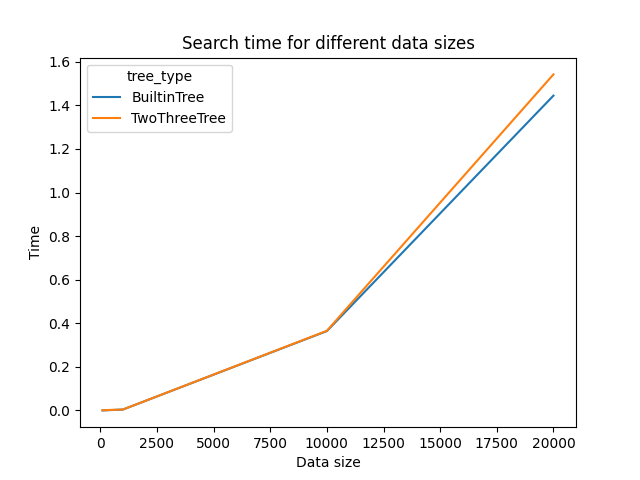 Search time for different data sizes
tree_type
BuiltinTree
TwoThreeTree
1.6
1.4
1.2
1.0
0.8
0.6
0.4
0.2
0.0
Time
0 2500 5000 7500 10000 12500 15000 17500 20000
Data size